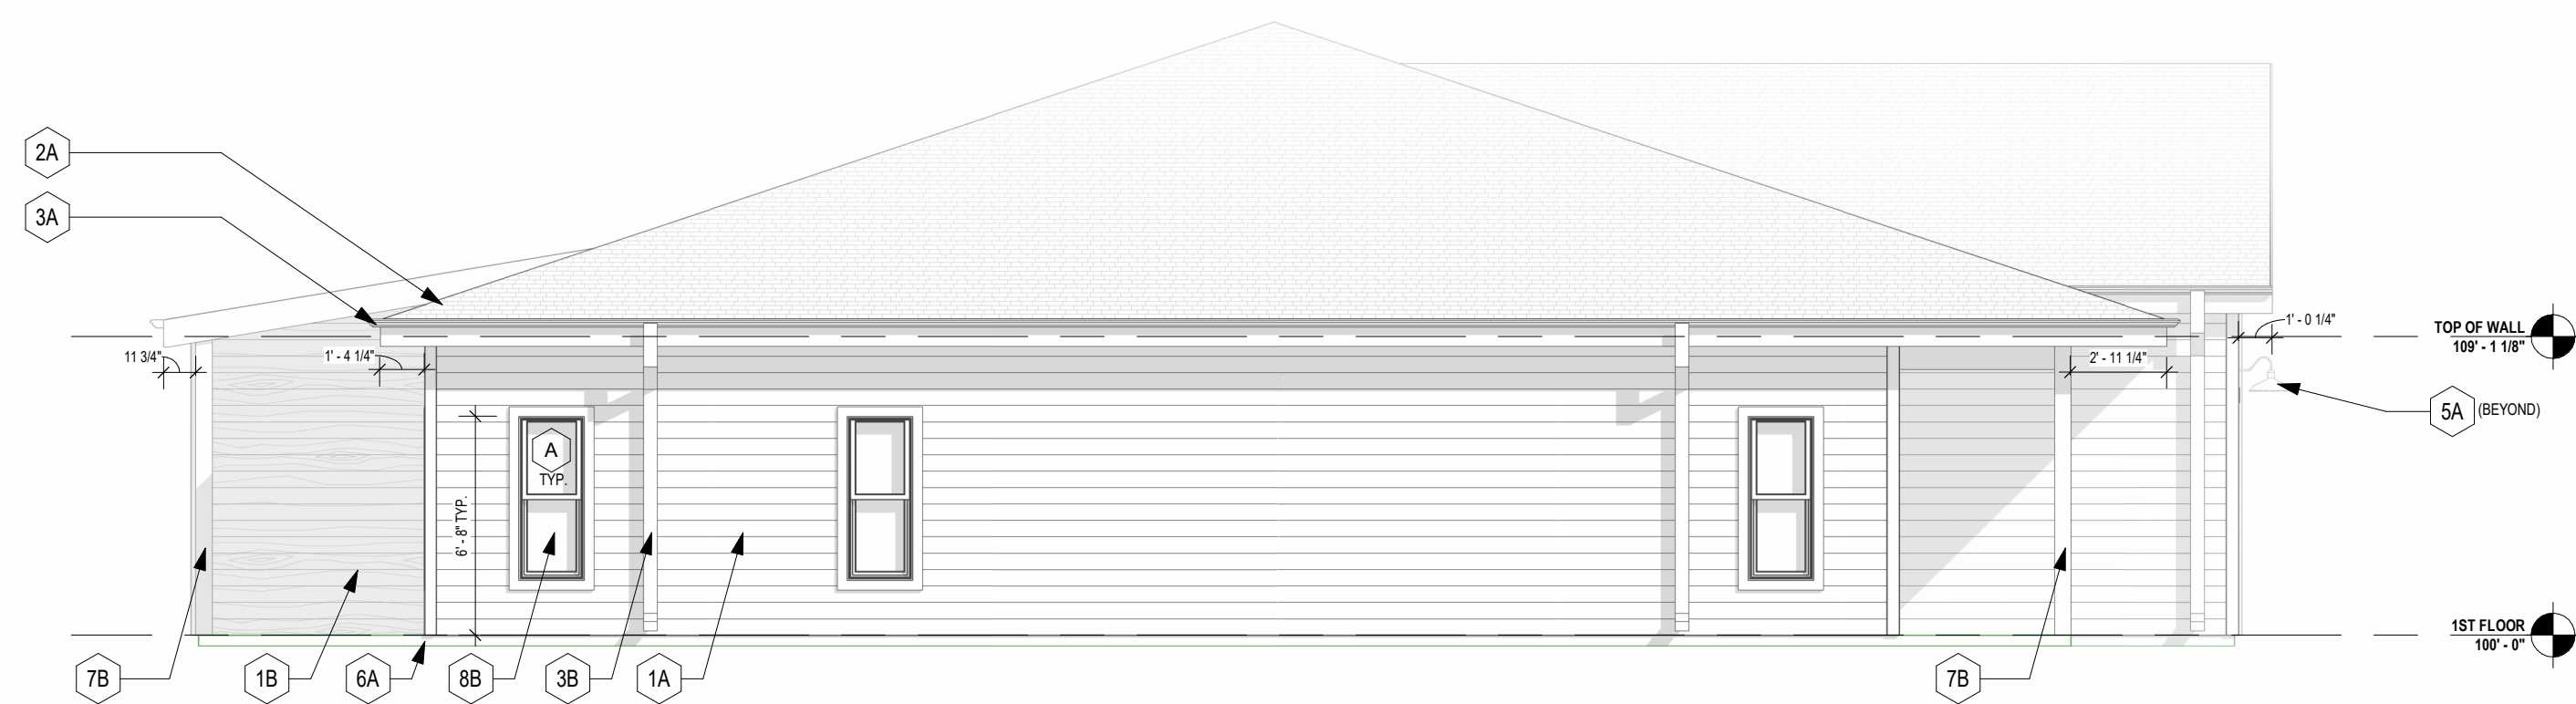 2A
3A
11 3/4"
1' - 4 1/4"
2' - 11 1/4"
1' - 0 1/4"
TOP OF WALL
109' - 1 1/8"
5A (BEYOND)
A
TYP.
6' - 8" TYP.
1ST FLOOR
100' - 0"
7B
1B
6A
8B
3B
1A
7B